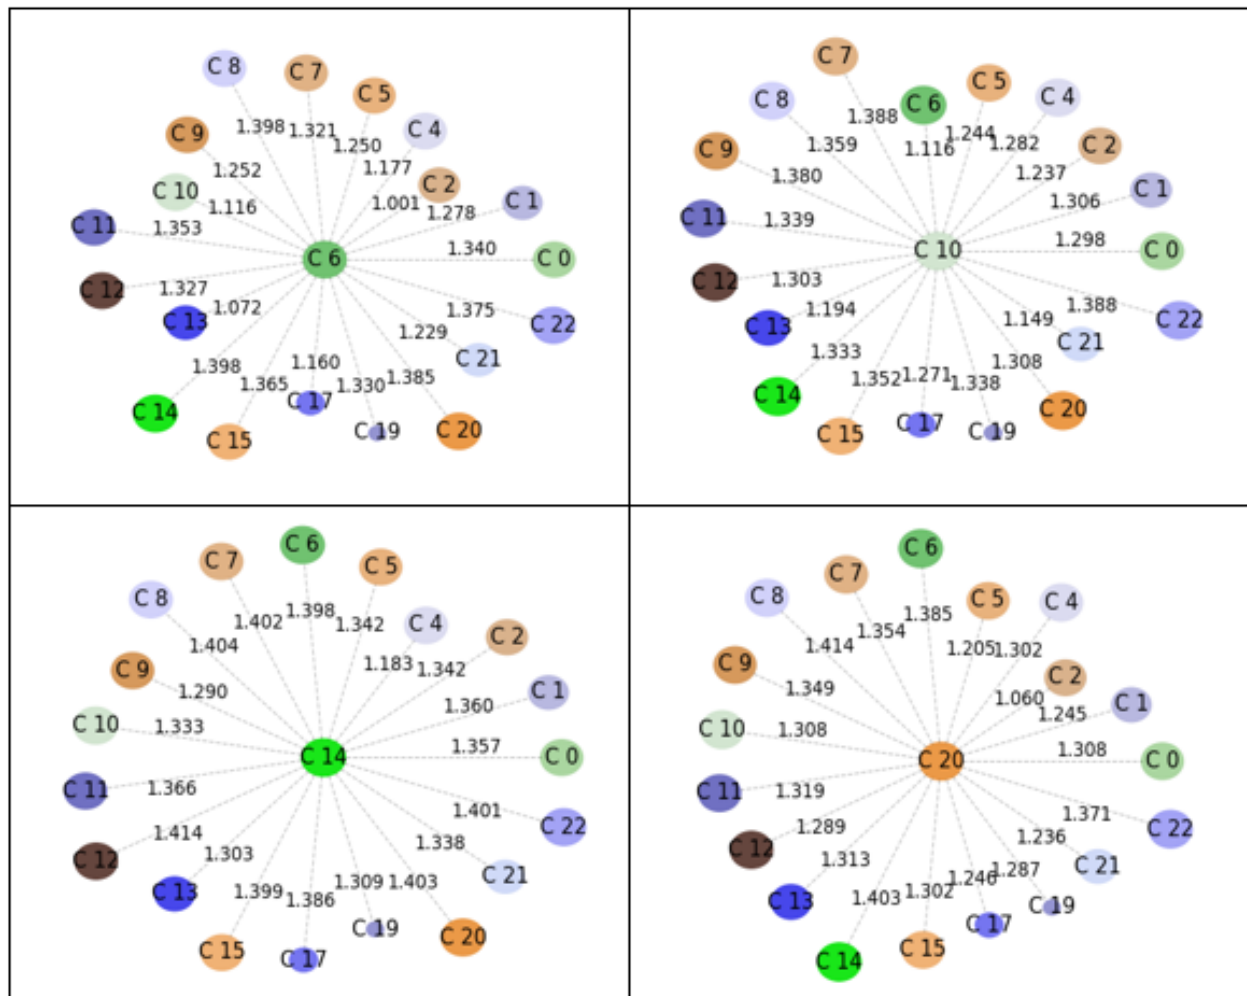 C 8
C 7
C 5
C 4
C 9
C 2
C 10
C 1
C 11
C 6
C 0
C 12
C 13
C 22
C 21
C 14
C 15
C 17
C 19
C 20
1.398
1.321
1.250
1.177
1.252
1.001
1.278
1.116
1.353
1.340
1.327
1.072
1.375
1.229
1.398
1.365
1.160
1.330
1.385
C 7
C 8
C 6
C 5
C 4
C 9
C 2
C 1
C 11
C 10
C 0
C 12
C 13
C 22
C 21
C 14
C 15
C 17
C 19
C 20
1.388
1.359
1.116
1.244
1.282
1.380
1.237
1.306
1.339
1.298
1.303
1.194
1.388
1.149
1.333
1.352
1.271
1.338
1.308
C 6
C 7
C 5
C 8
C 4
C 2
C 9
C 1
C 10
C 14
C 0
C 11
C 12
C 22
C 13
C 21
C 15
C 17
C 19
C 20
1.398
1.402
1.342
1.404
1.183
1.342
1.290
1.360
1.333
1.357
1.366
1.401
1.414
1.338
1.303
1.399
1.386
1.309
1.403
C 6
C 7
C 5
C 8
C 4
C 9
C 2
C 1
C 10
C 20
C 0
C 11
C 12
C 22
C 13
C 21
C 14
C 15
C 17
C 19
1.385
1.354
1.205
1.302
1.414
1.349
1.060
1.245
1.308
1.308
1.319
1.371
1.289
1.236
1.313
1.403
1.302
1.246
1.287